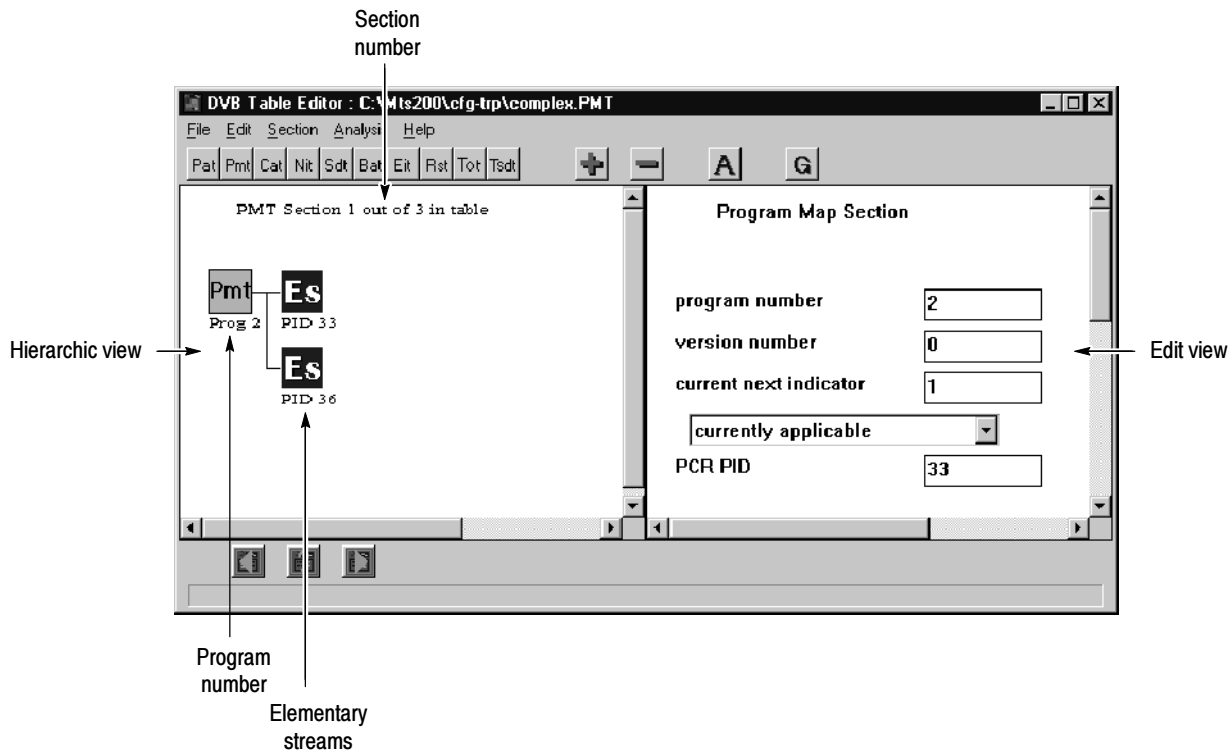 Section
number
DVB Table Editor : C:\Mts200\cfg-trp\complex.PMT
File Edit Section Analysis Help
Pat Pmt Cat Nit Sdt Bat Eit Rst Tot Tsdt + - A G
PMT Section 1 out of 3 in table
Pmt Es
Prog 2 PID 33
Es
PID 36
Program Map Section
program number 2
version number 0
current next indicator 1
currently applicable
PCR PID 33
Hierarchic view
Edit view
Program
number
Elementary
streams